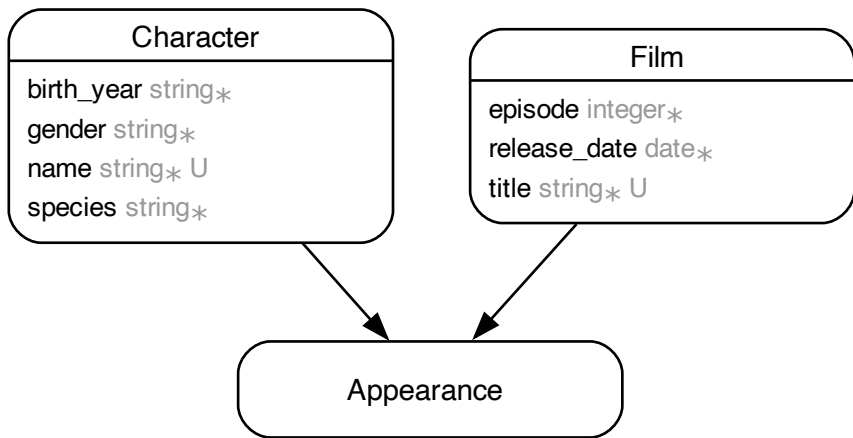 Character
birth_year string*
gender string*
name string* U
species string*
Film
episode integer*
release_date date*
title string* U
Appearance